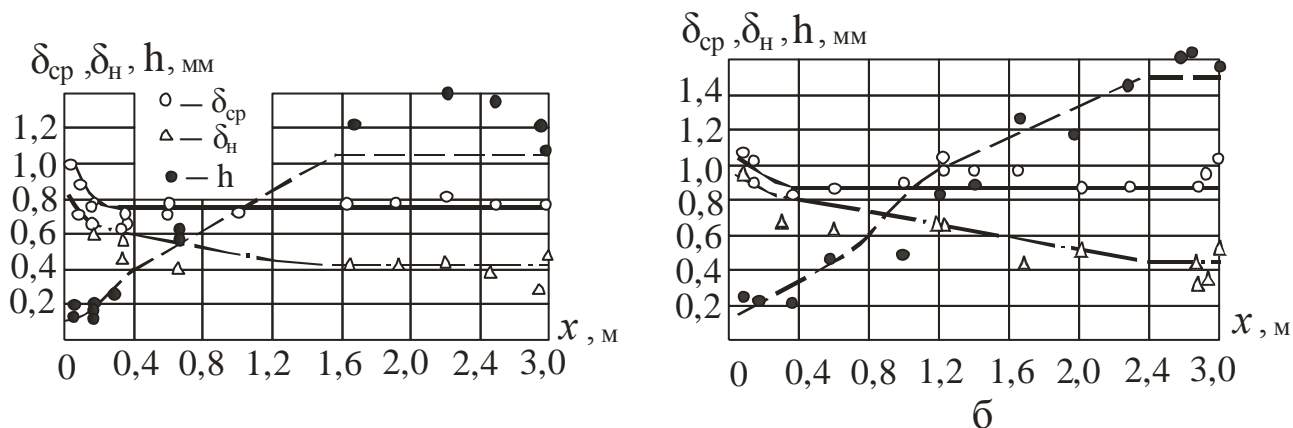 δср ,δн , h , мм
1,2
1,0
0,8
0,6
0,4
0,2
– δср
– δн
– h
x , м
0 0,4 0,8 1,2 1,6 2,0 2,4 3,0
δср ,δн , h , мм
1,4
1,2
1,0
0,8
0,6
0,4
0,2
x , м
0 0,4 0,8 1,2 1,6 2,0 2,4 3,0
б